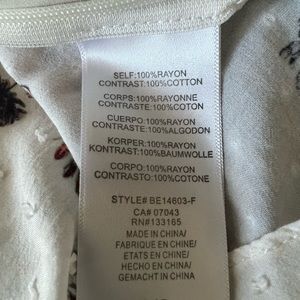 SELF:100%RAYON
CONTRAST:100%COTTON
CORPS:100%RAYONNE
CONTRASTE:100%COTON
CUERPO:100%RAYON
CONTRASTE:100%ALGODON
KORPER:100%RAYON
KONTRAST:100%BAUMWOLLE
CORPO:100%RAYON
CONTRASTO:100%COTONE
STYLE# BE14603-F
CA# 07043
RN#133165
MADE IN CHINA/
FABRIQUE EN CHINE/
ETATS EN CHINE/
HECHO EN CHINA/
GEMACHT IN CHINA